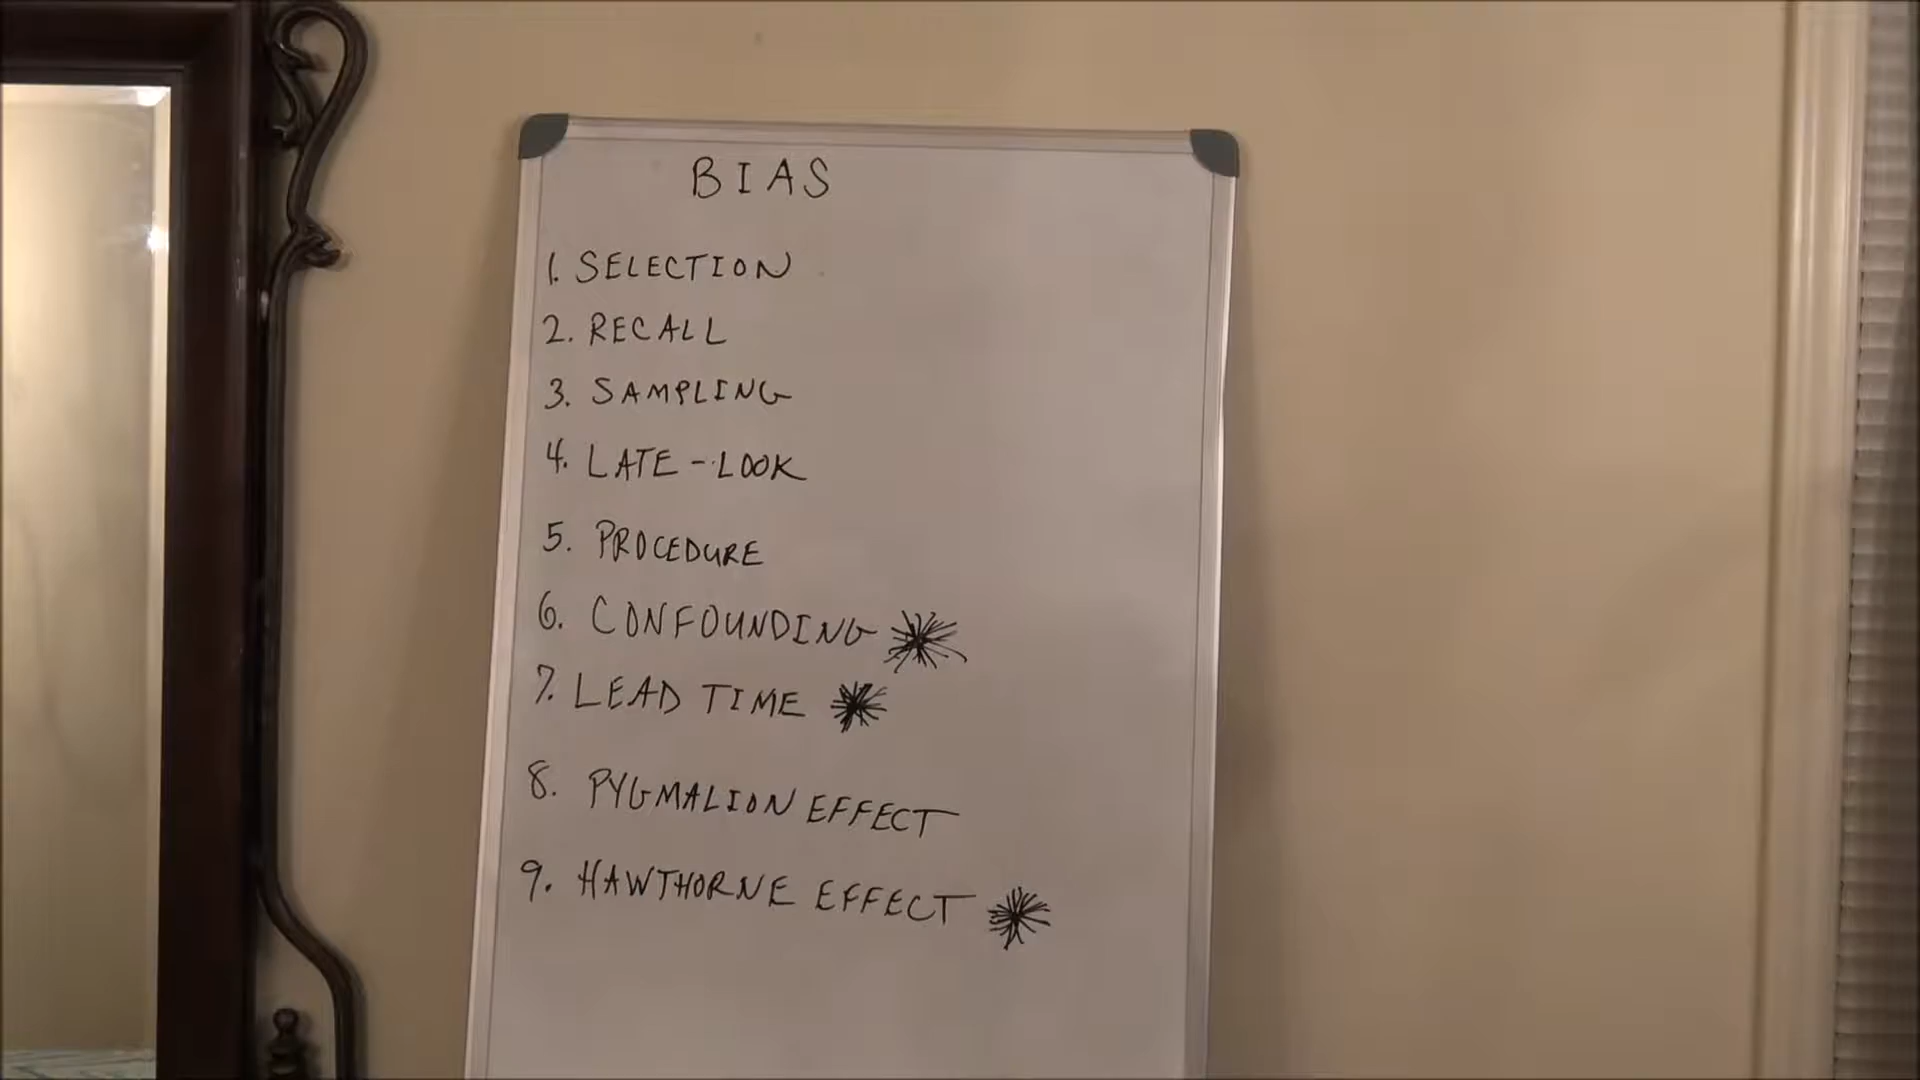 BIAS
1. SELECTION
2. RECALL
3. SAMPLING
4. LATE-LOOK
5. PROCEDURE
6. CONFOUNDING
7. LEAD TIME
8. PYGMALION EFFECT
9. HAWTHORNE EFFECT